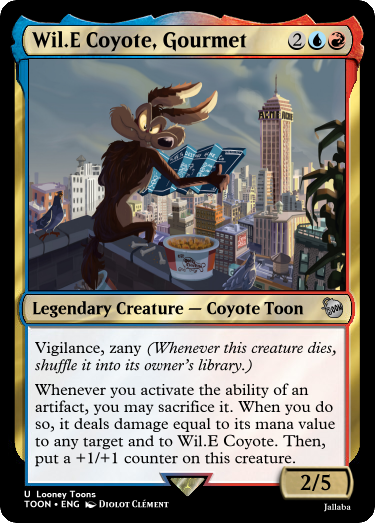 Wil.E Coyote, Gourmet 2
Legendary Creature — Coyote Toon
BOOM
Vigilance, zany (Whenever this creature dies,
shuffle it into its owner's library.)
Whenever you activate the ability of an
artifact, you may sacrifice it. When you do
so, it deals damage equal to its mana value
to any target and to Wil.E Coyote. Then,
put a +1/+1 counter on this creature.
2/5
U Looney Toons
TOON • ENG Diolot Clément
Jallaba